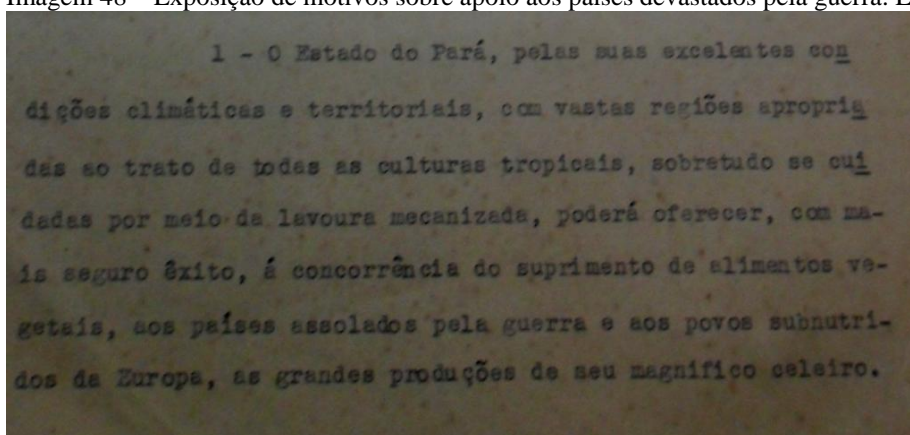 Imagem 48 – Exposição de motivos sobre apoio aos países devastados pela guerra. E
1 - O Estado do Pará, pelas suas excelentes con
dições climáticas e territoriais, com vastas regiões apropria
das ao trato de todas as culturas tropicais, sobretudo se cui
dadas por meio da lavoura mecanizada, poderá oferecer, com ma-
is seguro êxito, á concorrência do suprimento de alimentos ve-
getais, aos países assolados pela guerra e aos povos subnutri-
dos da Europa, as grandes produções de seu magnífico celeiro.